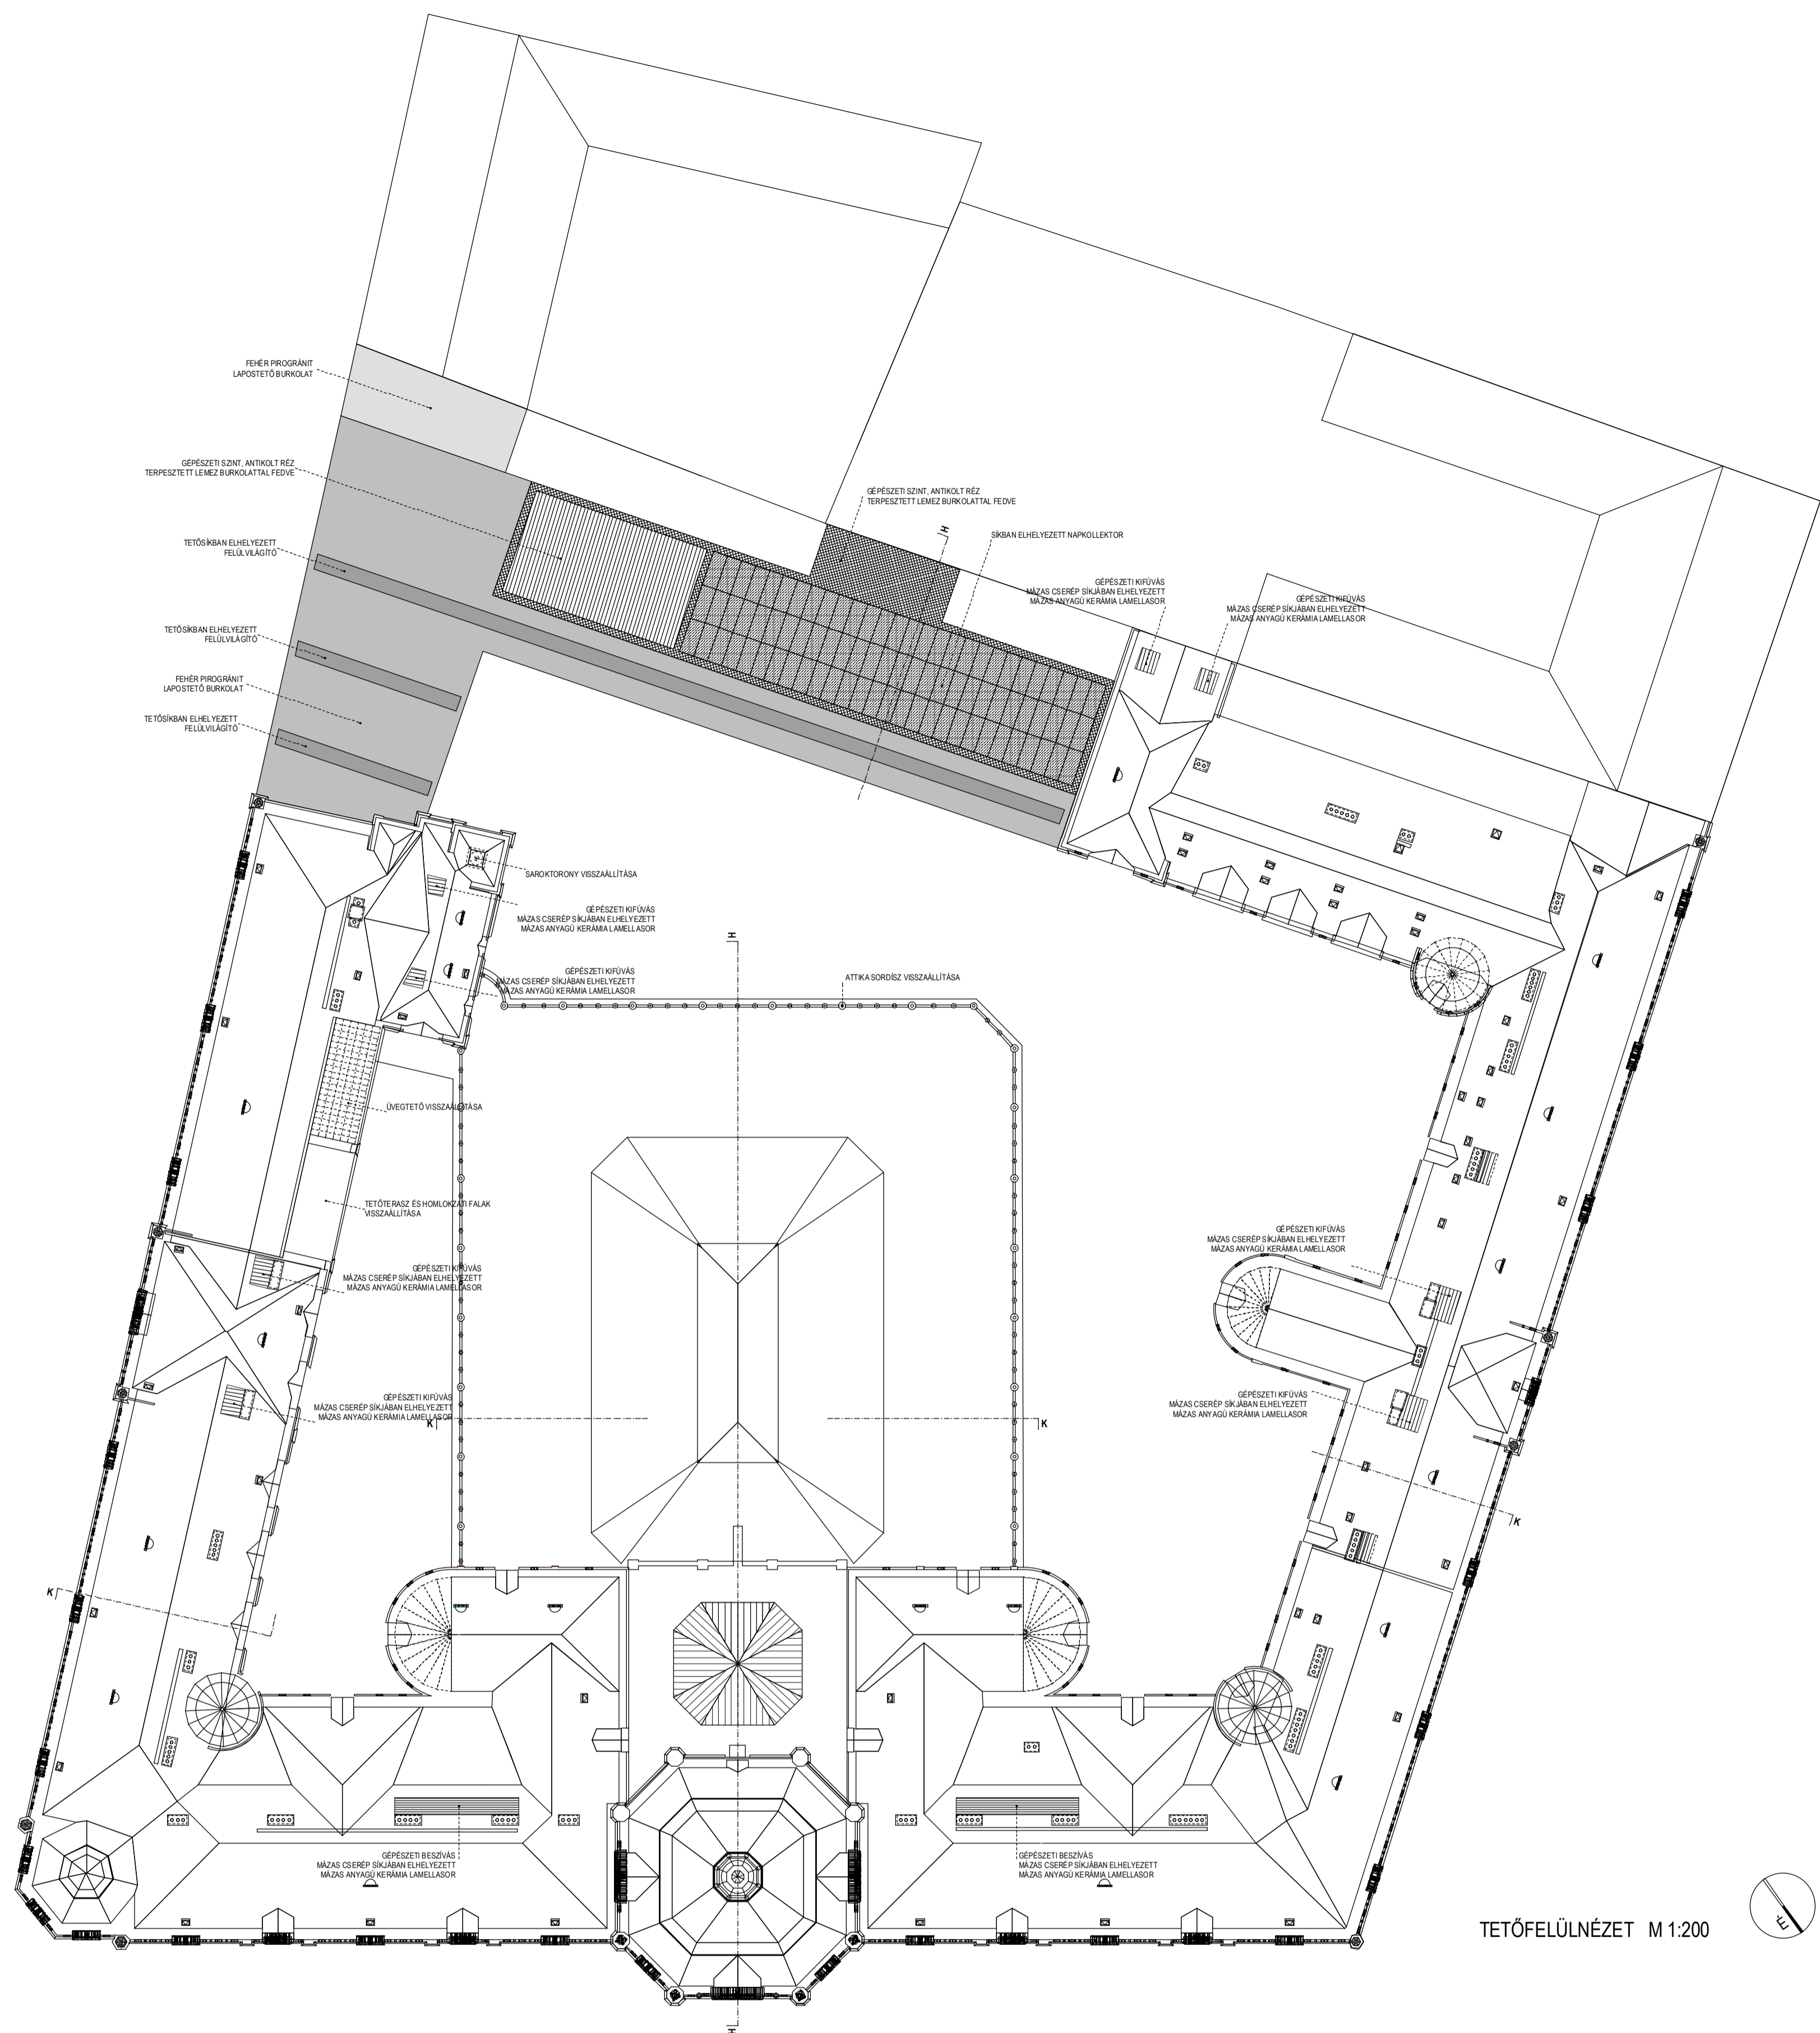 FEHÉR PIROGRÁNIT
LAPOSTETŐ BURKOLAT
GÉPÉSZETI SZINT, ANTIKOLT RÉZ
TERPESZTETT LEMEZ BURKOLATTAL FEDVE
GÉPÉSZETI SZINT, ANTIKOLT RÉZ
TERPESZTETT LEMEZ BURKOLATTAL FEDVE
H
SÍKBAN ELHELYEZETT NAPKOLLEKTOR
TETŐSÍKBAN ELHELYEZETT
FELÜLVILÁGÍTÓ
GÉPÉSZETI KIFÚVÁS
MÁZAS CSERÉP SÍKJÁBAN ELHELYEZETT
MÁZAS ANYAGÚ KERÁMIA LAMELLASOR
GÉPÉSZETI KIFÚVÁS
MÁZAS CSERÉP SÍKJÁBAN ELHELYEZETT
MÁZAS ANYAGÚ KERÁMIA LAMELLASOR
TETŐSÍKBAN ELHELYEZETT
FELÜLVILÁGÍTÓ
FEHÉR PIROGRÁNIT
LAPOSTETŐ BURKOLAT
TETŐSÍKBAN ELHELYEZETT
FELÜLVILÁGÍTÓ
SAROKTORONY VISSZAÁLLÍTÁSA
GÉPÉSZETI KIFÚVÁS
MÁZAS CSERÉP SÍKJÁBAN ELHELYEZETT
MÁZAS ANYAGÚ KERÁMIA LAMELLASOR
H
GÉPÉSZETI KIFÚVÁS
MÁZAS CSERÉP SÍKJÁBAN ELHELYEZETT
MÁZAS ANYAGÚ KERÁMIA LAMELLASOR
ATTIKA SORDÍSZ VISSZAÁLLÍTÁSA
ÜVEGTETŐ VISSZAÁLLÍTÁSA
TETŐTERASZ ÉS HOMLOKZATI FALAK
VISSZAÁLLÍTÁSA
GÉPÉSZETI KIFÚVÁS
MÁZAS CSERÉP SÍKJÁBAN ELHELYEZETT
MÁZAS ANYAGÚ KERÁMIA LAMELLASOR
GÉPÉSZETI KIFÚVÁS
MÁZAS CSERÉP SÍKJÁBAN ELHELYEZETT
MÁZAS ANYAGÚ KERÁMIA LAMELLASOR
GÉPÉSZETI KIFÚVÁS
MÁZAS CSERÉP SÍKJÁBAN ELHELYEZETT
MÁZAS ANYAGÚ KERÁMIA LAMELLASOR
GÉPÉSZETI KIFÚVÁS
MÁZAS CSERÉP SÍKJÁBAN ELHELYEZETT
MÁZAS ANYAGÚ KERÁMIA LAMELLASOR
K
K
K
K
GÉPÉSZETI BESZÍVÁS
MÁZAS CSERÉP SÍKJÁBAN ELHELYEZETT
MÁZAS ANYAGÚ KERÁMIA LAMELLASOR
GÉPÉSZETI BESZÍVÁS
MÁZAS CSERÉP SÍKJÁBAN ELHELYEZETT
MÁZAS ANYAGÚ KERÁMIA LAMELLASOR
TETŐFELÜLNÉZET M 1:200
É
H